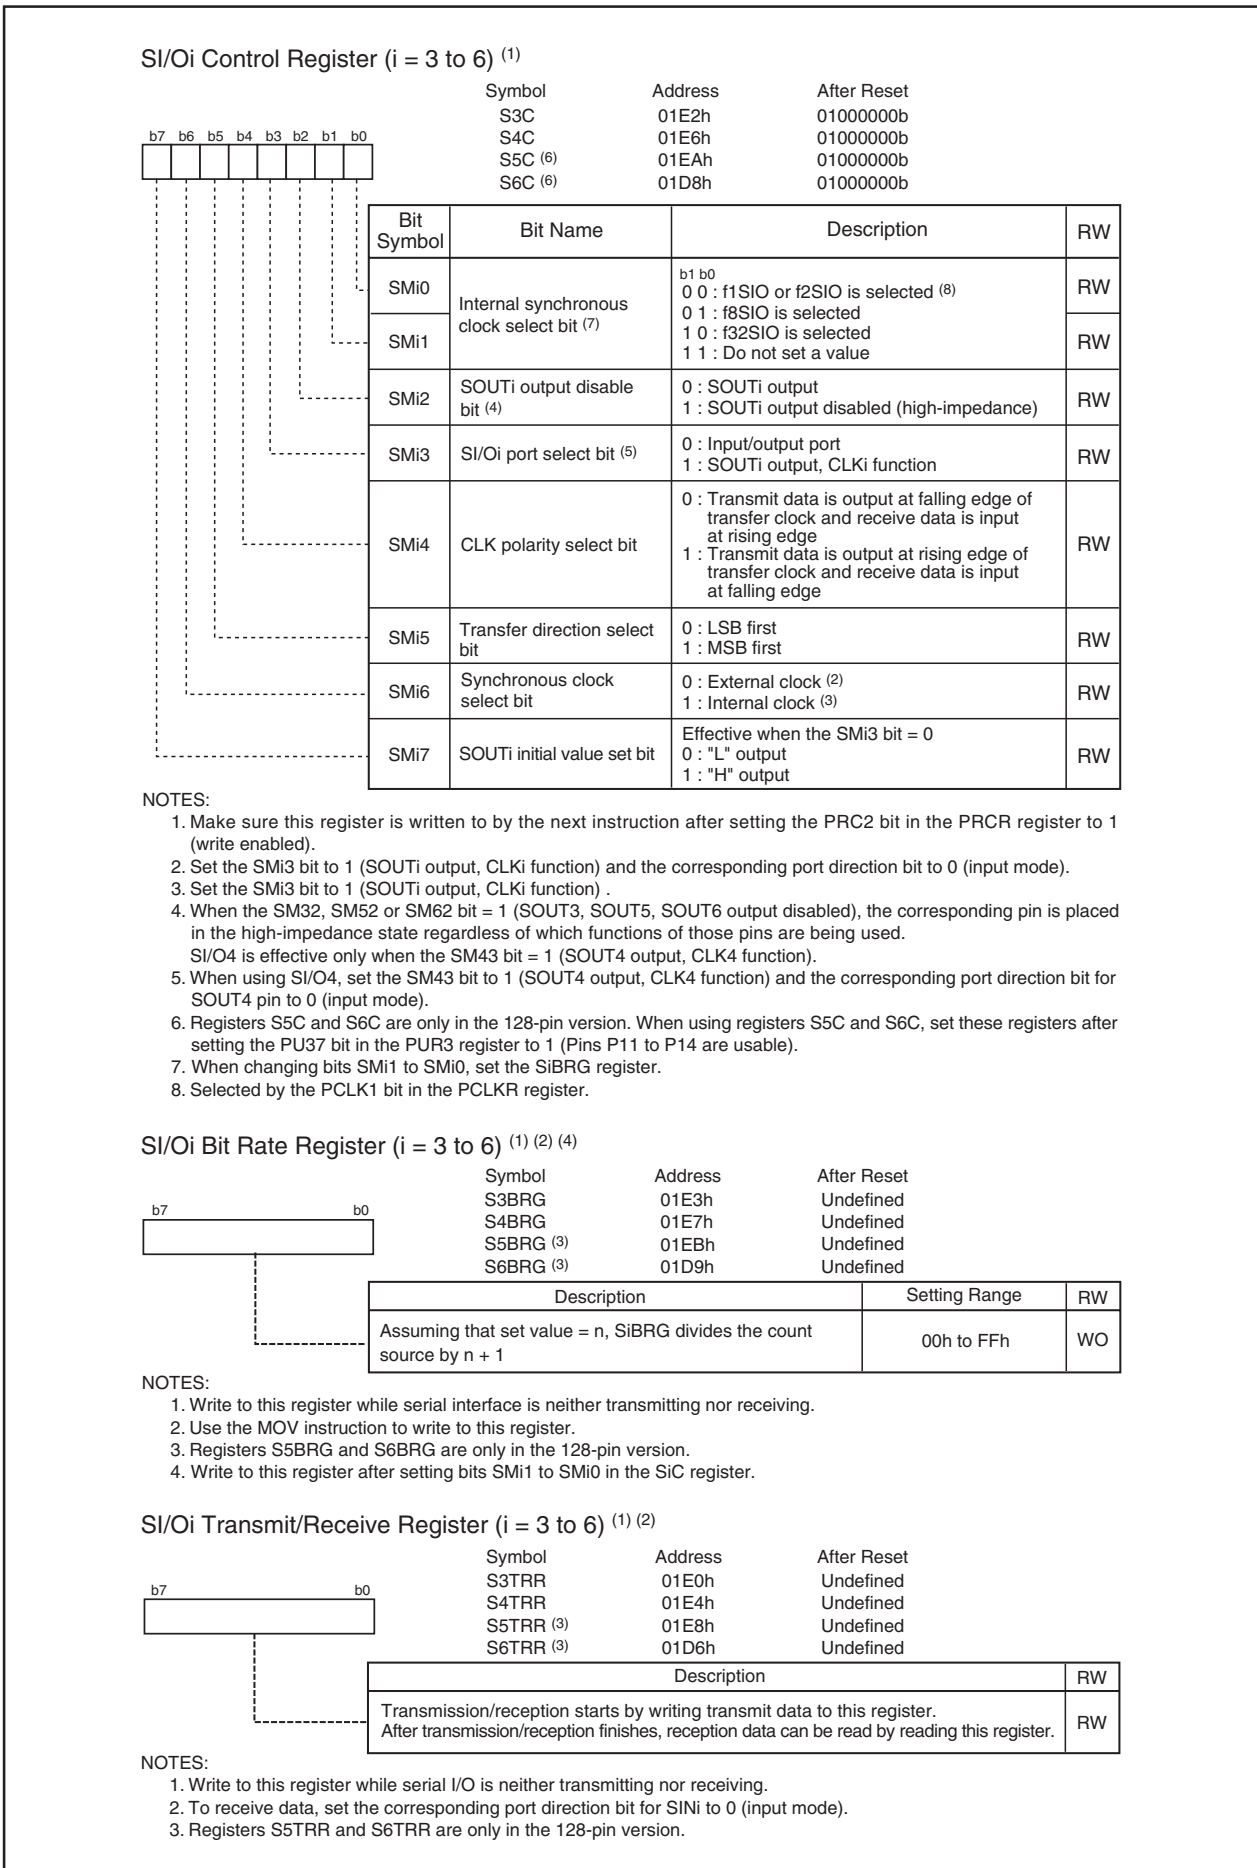 SI/Oi Control Register (i = 3 to 6) (1)
Symbol Address After Reset
S3C 01E2h 01000000b
S4C 01E6h 01000000b
S5C (6) 01EAh 01000000b
S6C (6) 01D8h 01000000b
b7 b6 b5 b4 b3 b2 b1 b0
Bit Symbol Bit Name Description RW
SMi0 Internal synchronous clock select bit (7) b1 b0
0 0 : f1SIO or f2SIO is selected (8) RW
0 1 : f8SIO is selected
SMi1 1 0 : f32SIO is selected RW
1 1 : Do not set a value
SMi2 SOUTi output disable bit (4) 0 : SOUTi output
1 : SOUTi output disabled (high-impedance) RW
SMi3 SI/Oi port select bit (5) 0 : Input/output port
1 : SOUTi output, CLKi function RW
SMi4 CLK polarity select bit 0 : Transmit data is output at falling edge of
transfer clock and receive data is input
at rising edge
1 : Transmit data is output at rising edge of
transfer clock and receive data is input
at falling edge RW
SMi5 Transfer direction select bit 0 : LSB first
1 : MSB first RW
SMi6 Synchronous clock select bit 0 : External clock (2)
1 : Internal clock (3) RW
SMi7 SOUTi initial value set bit Effective when the SMi3 bit = 0
0 : "L" output
1 : "H" output RW
NOTES:
1. Make sure this register is written to by the next instruction after setting the PRC2 bit in the PRCR register to 1
(write enabled).
2. Set the SMi3 bit to 1 (SOUTi output, CLKi function) and the corresponding port direction bit to 0 (input mode).
3. Set the SMi3 bit to 1 (SOUTi output, CLKi function) .
4. When the SM32, SM52 or SM62 bit = 1 (SOUT3, SOUT5, SOUT6 output disabled), the corresponding pin is placed
in the high-impedance state regardless of which functions of those pins are being used.
SI/O4 is effective only when the SM43 bit = 1 (SOUT4 output, CLK4 function).
5. When using SI/O4, set the SM43 bit to 1 (SOUT4 output, CLK4 function) and the corresponding port direction bit for
SOUT4 pin to 0 (input mode).
6. Registers S5C and S6C are only in the 128-pin version. When using registers S5C and S6C, set these registers after
setting the PU37 bit in the PUR3 register to 1 (Pins P11 to P14 are usable).
7. When changing bits SMi1 to SMi0, set the SiBRG register.
8. Selected by the PCLK1 bit in the PCLKR register.
SI/Oi Bit Rate Register (i = 3 to 6) (1) (2) (4)
Symbol Address After Reset
S3BRG 01E3h Undefined
S4BRG 01E7h Undefined
S5BRG (3) 01EBh Undefined
S6BRG (3) 01D9h Undefined
b7 b0
Description Setting Range RW
Assuming that set value = n, SiBRG divides the count
source by n + 1 00h to FFh WO
NOTES:
1. Write to this register while serial interface is neither transmitting nor receiving.
2. Use the MOV instruction to write to this register.
3. Registers S5BRG and S6BRG are only in the 128-pin version.
4. Write to this register after setting bits SMi1 to SMi0 in the SiC register.
SI/Oi Transmit/Receive Register (i = 3 to 6) (1) (2)
Symbol Address After Reset
S3TRR 01E0h Undefined
S4TRR 01E4h Undefined
S5TRR (3) 01E8h Undefined
S6TRR (3) 01D6h Undefined
b7 b0
Description RW
Transmission/reception starts by writing transmit data to this register.
After transmission/reception finishes, reception data can be read by reading this register. RW
NOTES:
1. Write to this register while serial I/O is neither transmitting nor receiving.
2. To receive data, set the corresponding port direction bit for SINi to 0 (input mode).
3. Registers S5TRR and S6TRR are only in the 128-pin version.